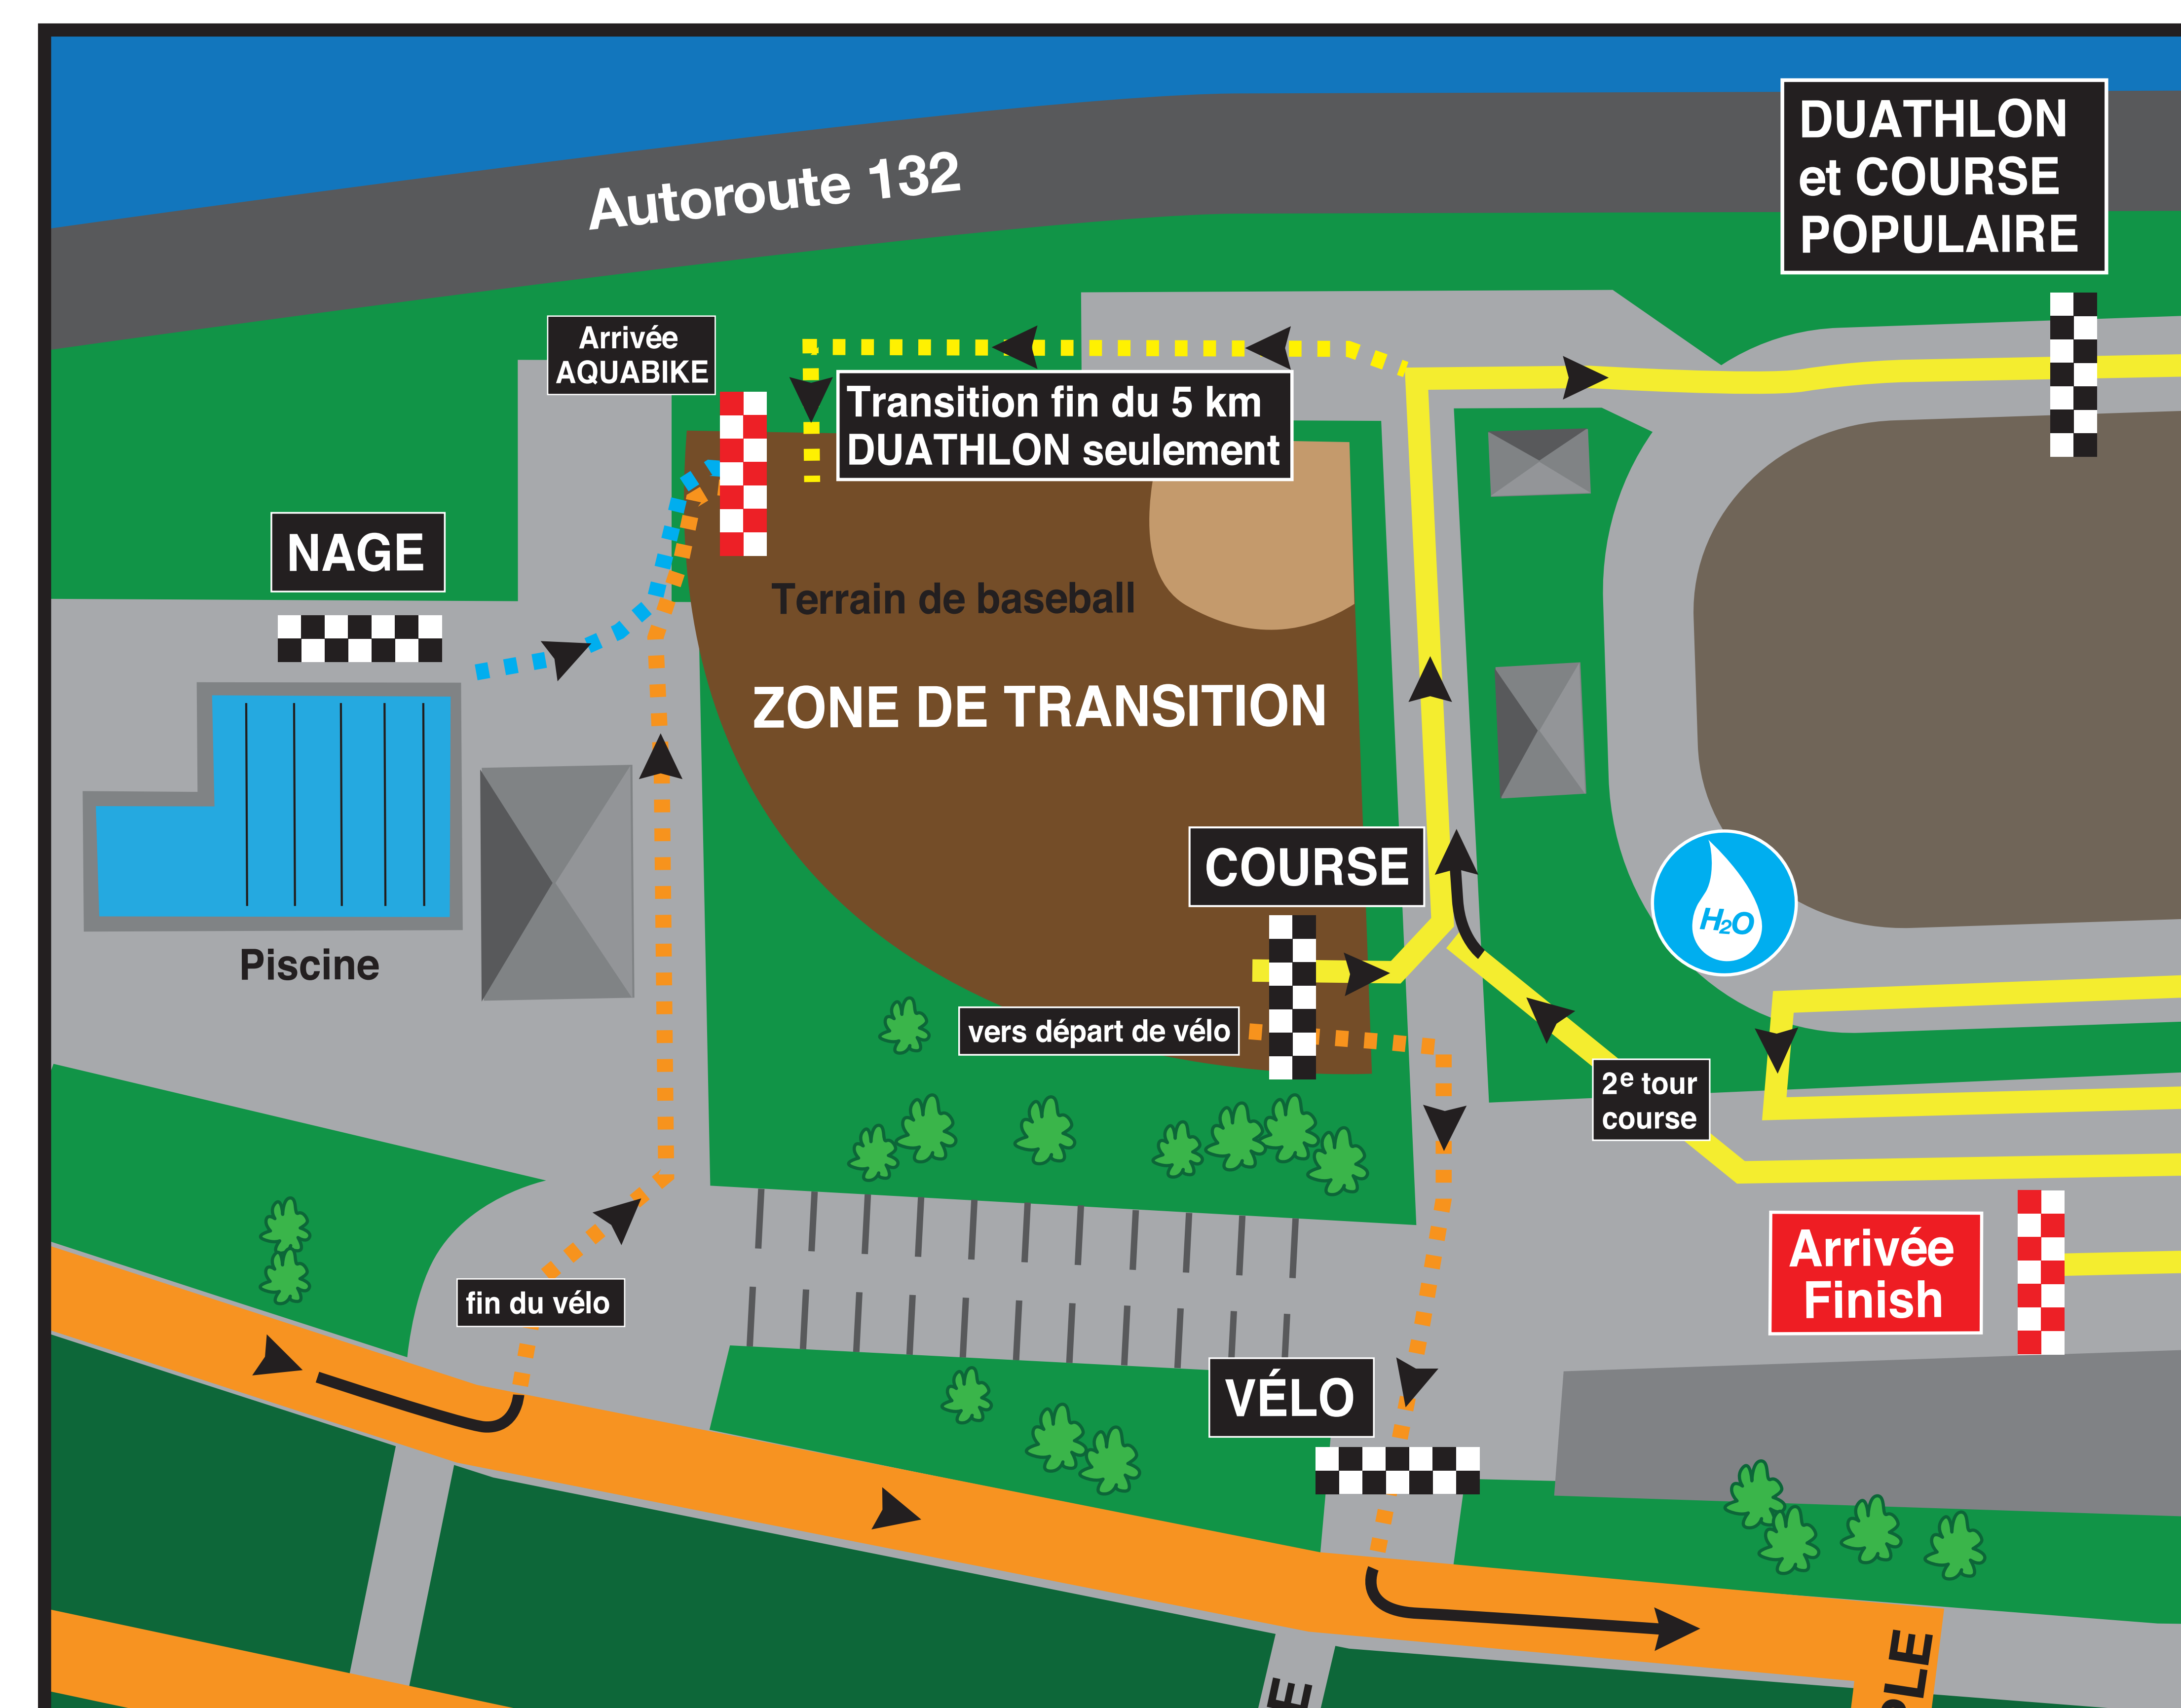 DUATHLON
et COURSE
POPULAIRE
Autoroute 132
Arrivée
AQUABIKE
Transition fin du 5 km
DUATHLON seulement
NAGE
Terrain de baseball
ZONE DE TRANSITION
COURSE
H₂O
Piscine
vers départ de vélo
2e tour
course
Arrivée
Finish
fin du vélo
VÉLO